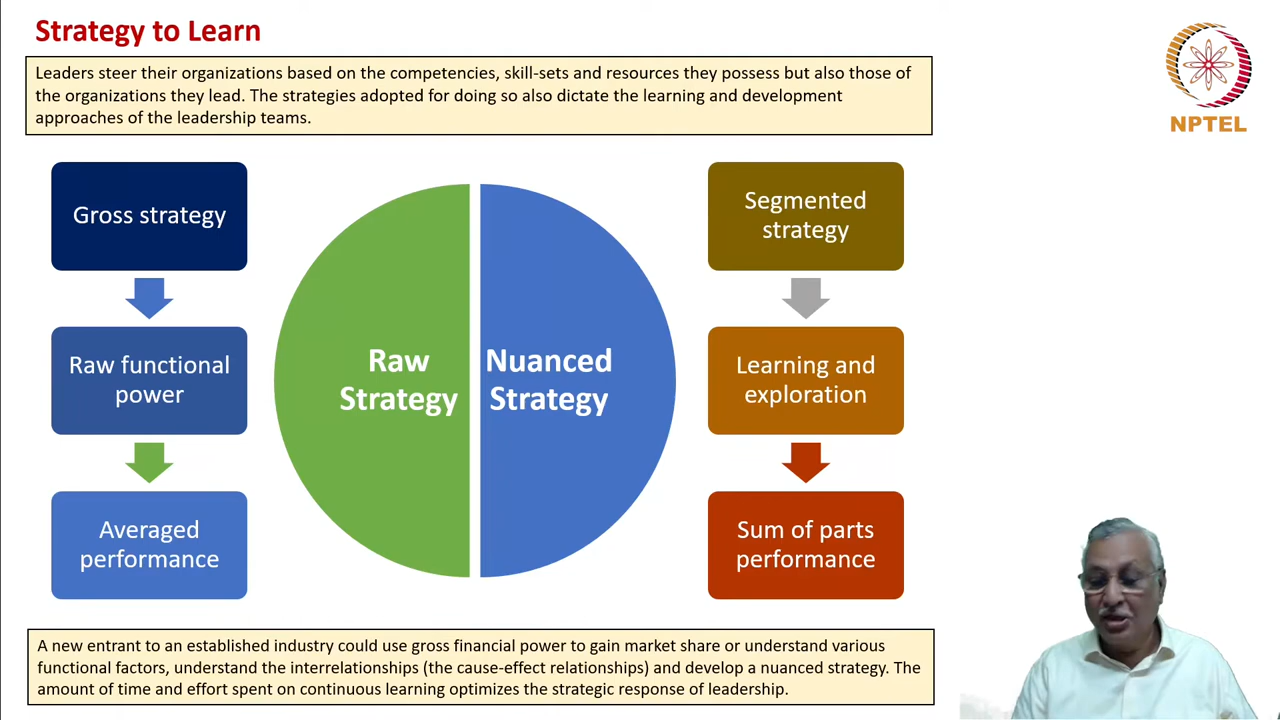 Strategy to Learn
Leaders steer their organizations based on the competencies, skill-sets and resources they possess but also those of
the organizations they lead. The strategies adopted for doing so also dictate the learning and development
approaches of the leadership teams.
NPTEL
Gross strategy
Raw functional
power
Averaged
performance
Raw
Strategy
Nuanced
Strategy
Segmented
strategy
Learning and
exploration
Sum of parts
performance
A new entrant to an established industry could use gross financial power to gain market share or understand various
functional factors, understand the interrelationships (the cause-effect relationships) and develop a nuanced strategy. The
amount of time and effort spent on continuous learning optimizes the strategic response of leadership.